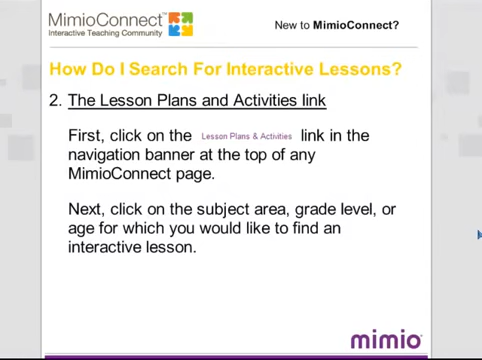 MimioConnect™
Interactive Teaching Community
New to MimioConnect?
How Do I Search For Interactive Lessons?
2. The Lesson Plans and Activities link
First, click on the Lesson Plans & Activities link in the
navigation banner at the top of any
MimioConnect page.
Next, click on the subject area, grade level, or
age for which you would like to find an
interactive lesson.
mimio